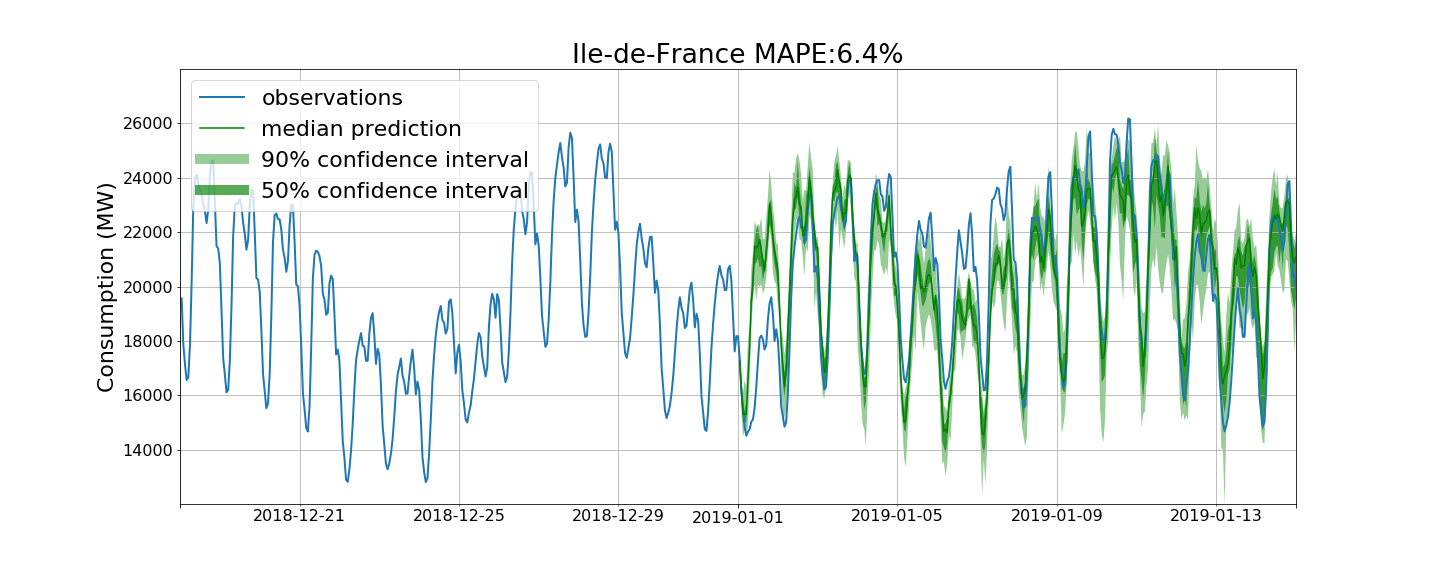 Ile-de-France MAPE:6.4%
observations
median prediction
90% confidence interval
50% confidence interval
Consumption (MW)
26000
24000
22000
20000
18000
16000
14000
2018-12-21
2018-12-25
2018-12-29
2019-01-01
2019-01-05
2019-01-09
2019-01-13